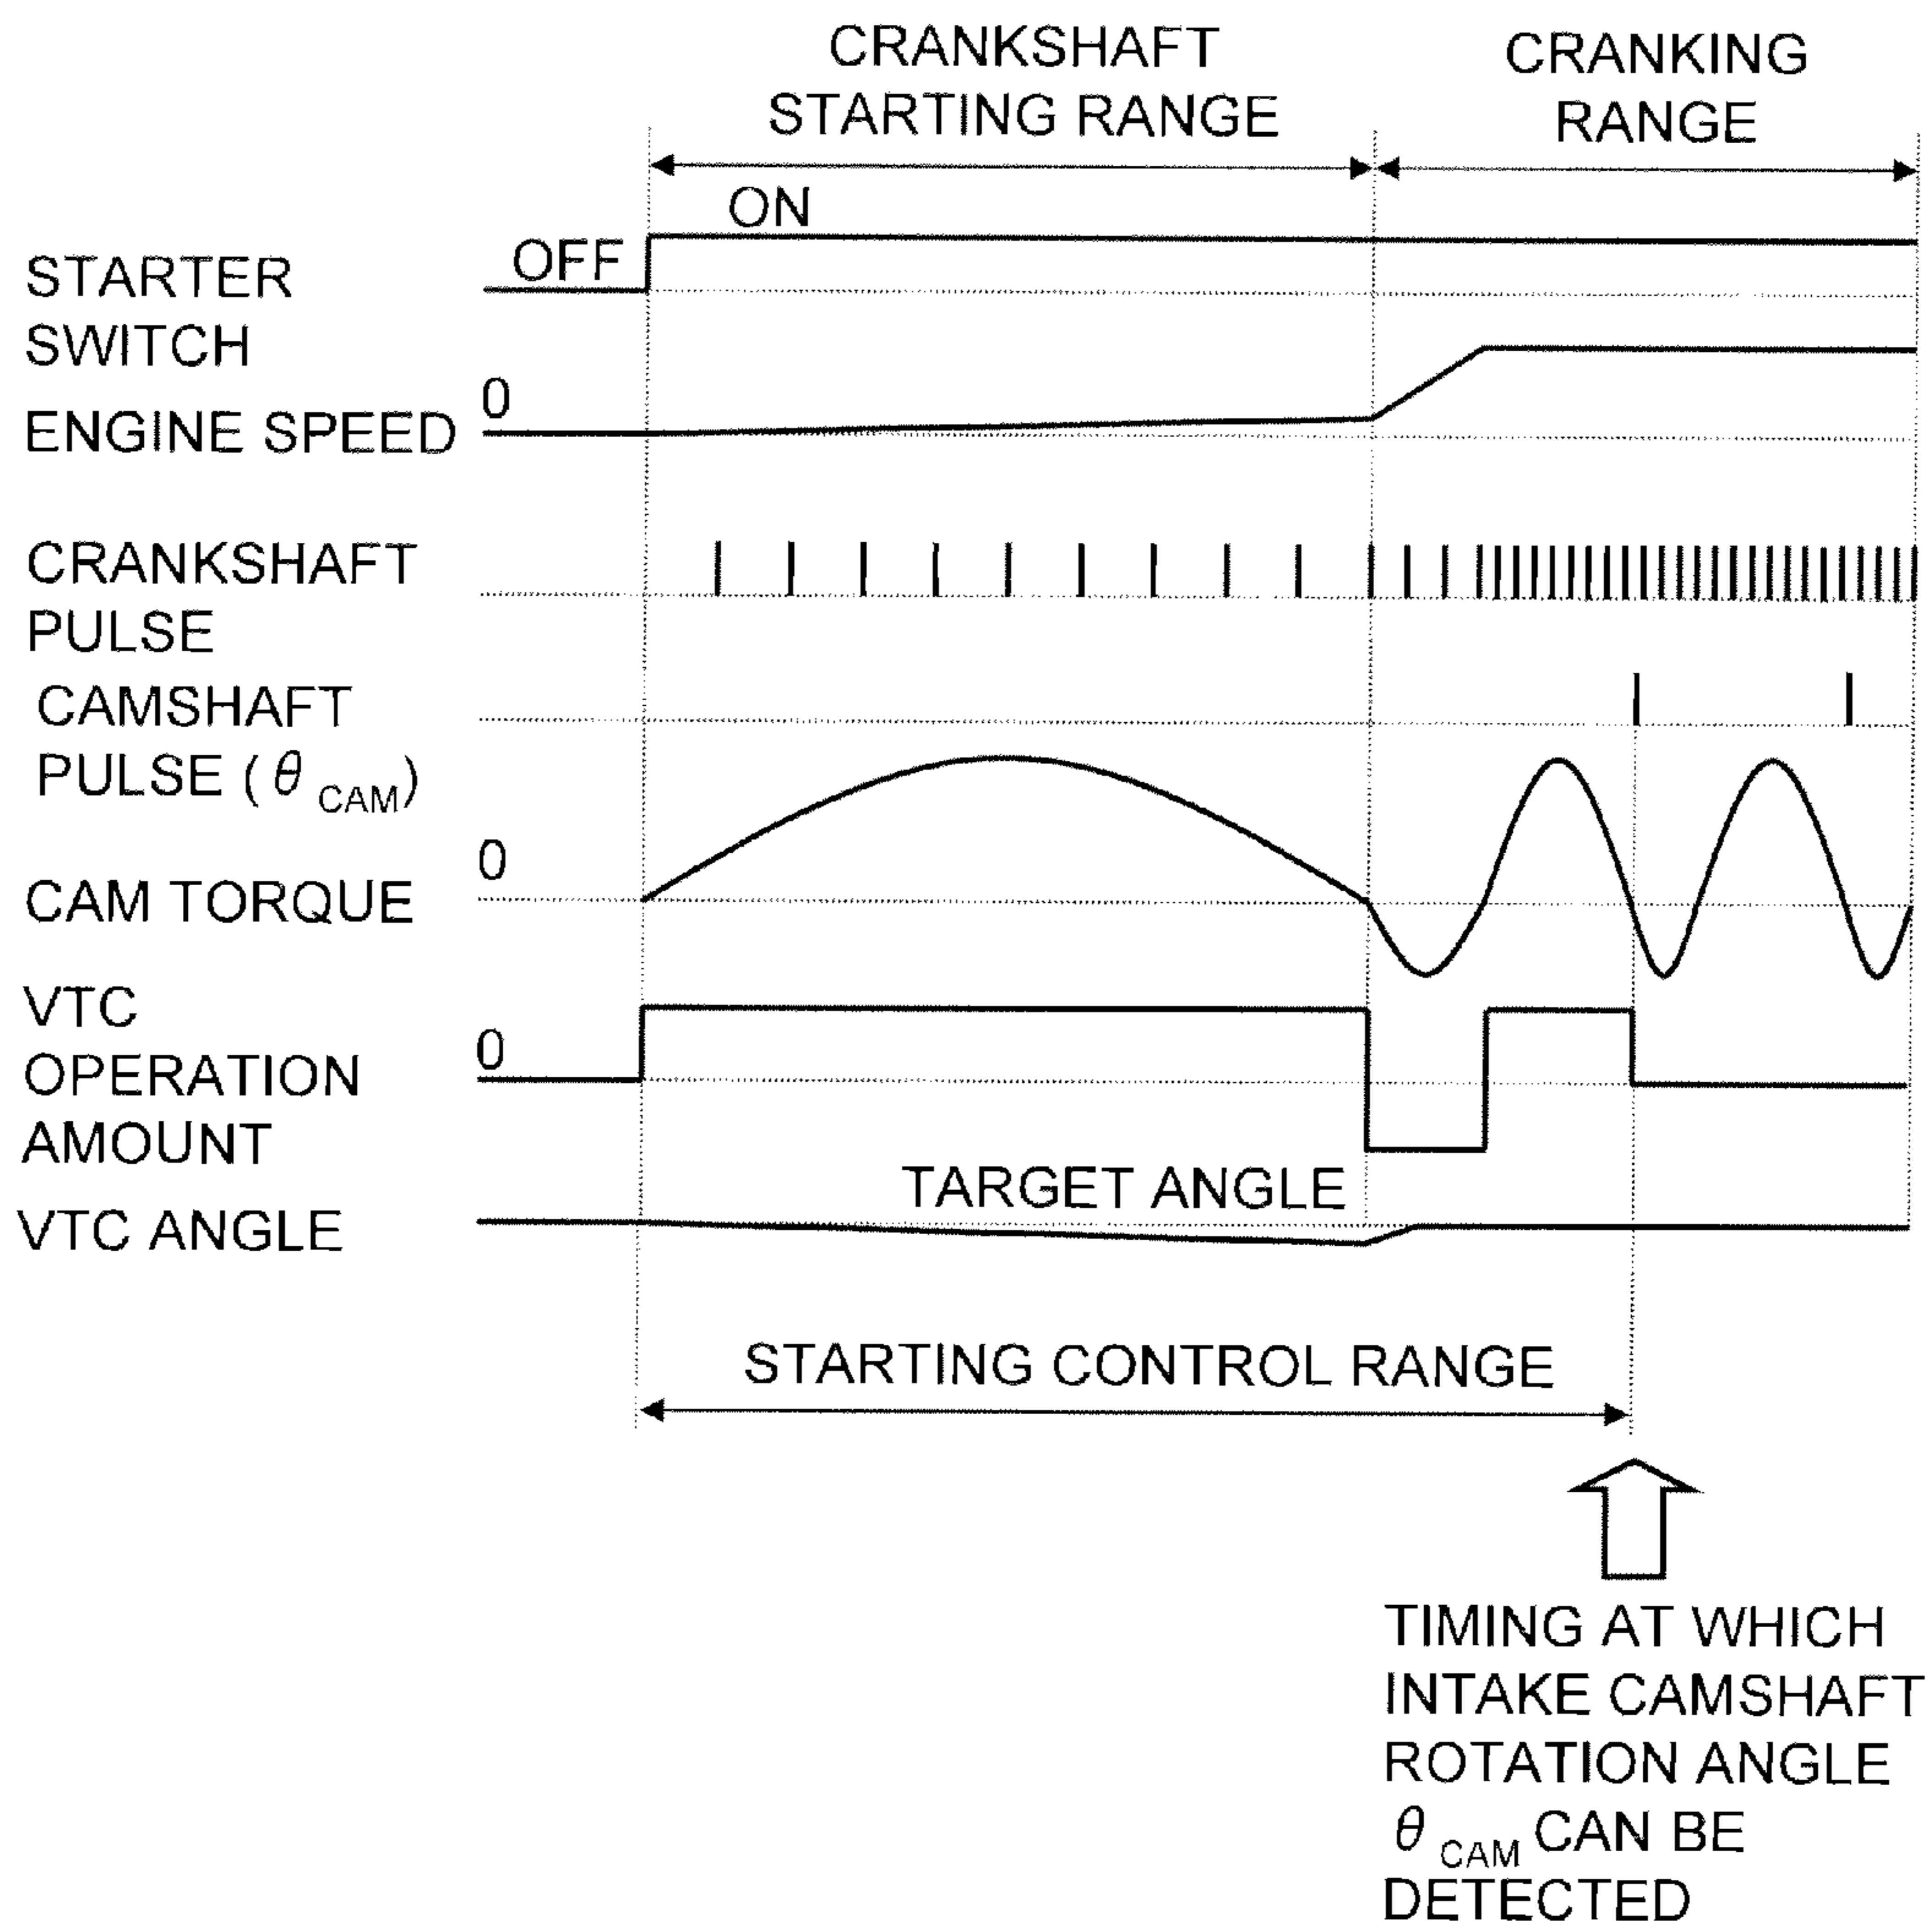 CRANKSHAFT
STARTING RANGE
CRANKING
RANGE
ON
OFF
STARTER
SWITCH
0
ENGINE SPEED
CRANKSHAFT
PULSE
CAMSHAFT
PULSE (θ CAM)
0
CAM TORQUE
VTC
0
OPERATION
AMOUNT
TARGET ANGLE
VTC ANGLE
STARTING CONTROL RANGE
TIMING AT WHICH
INTAKE CAMSHAFT
ROTATION ANGLE
θ CAM CAN BE
DETECTED